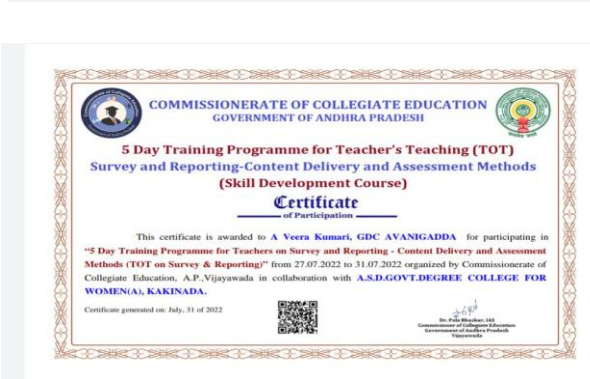 COMMISSIONERATE OF COLLEGIATE EDUCATION
GOVERNMENT OF ANDHRA PRADESH
5 Day Training Programme for Teacher's Teaching (TOT)
Survey and Reporting-Content Delivery and Assessment Methods
(Skill Development Course)
Certificate
of Participation
This certificate is awarded to A Veera Kumari, GDC AVANIGADDA for participating in
“5 Day Training Programme for Teachers on Survey and Reporting - Content Delivery and Assessment
Methods (TOT on Survey & Reporting)” from 27.07.2022 to 31.07.2022 organized by Commissionerate of
Collegiate Education, A.P.,Vijayawada in collaboration with A.S.D.GOVT.DEGREE COLLEGE FOR
WOMEN(A), KAKINADA.
Certificate generated on: July, 31 of 2022
Dr. Pola Bhaskar, IAS
Commissioner of Collegiate Education
Government of Andhra Pradesh
Vijayawada